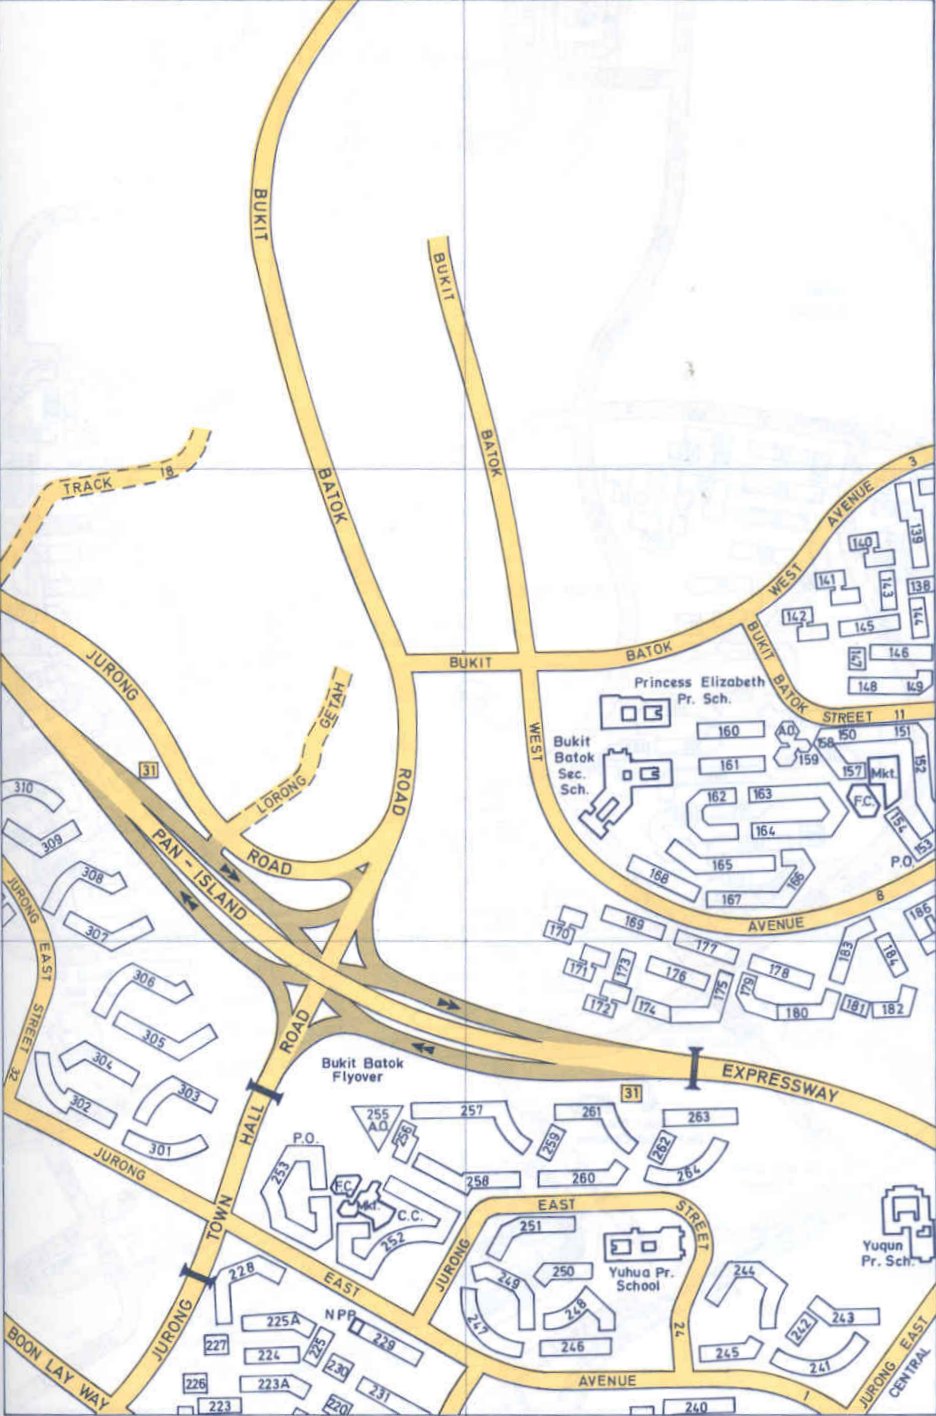 BUKIT
BUKIT
BATOK
BATOK
TRACK 18
3
AVENUE
WEST
BATOK
BUKIT
139
140
141
143
138
142
144
145
147
146
148
149
BUKIT
BATOK
STREET 11
JURONG
GETAH
LORONG
ROAD
Princess Elizabeth
Pr. Sch.
WEST
ROAD
Bukit
Batok
Sec.
Sch.
160
A.O.
158
150
151
159
161
157
Mkt.
152
162
163
F.C.
164
154
153
P.O.
165
166
168
167
AVENUE
8
31
310
309
308
307
PAN-ISLAND
JURONG
EAST
STREET
32
306
305
304
303
302
301
169
170
177
183
186
184
171
173
176
175
178
179
172
174
180
181
182
ROAD
Bukit Batok
Flyover
EXPRESSWAY
31
HALL
TOWN
JURONG
JURONG
EAST
255
A.O.
256
257
261
263
259
262
264
258
260
P.O.
253
F.C.
Mkt.
C.C.
252
EAST
STREET
24
JURONG
251
Yuhua Pr.
School
Yuqun
Pr. Sch.
249
250
248
247
246
244
243
242
245
241
228
NPP
225A
225
229
227
224
230
226
223A
231
223
220
240
AVENUE
1
BOON LAY WAY
JURONG EAST
CENTRAL